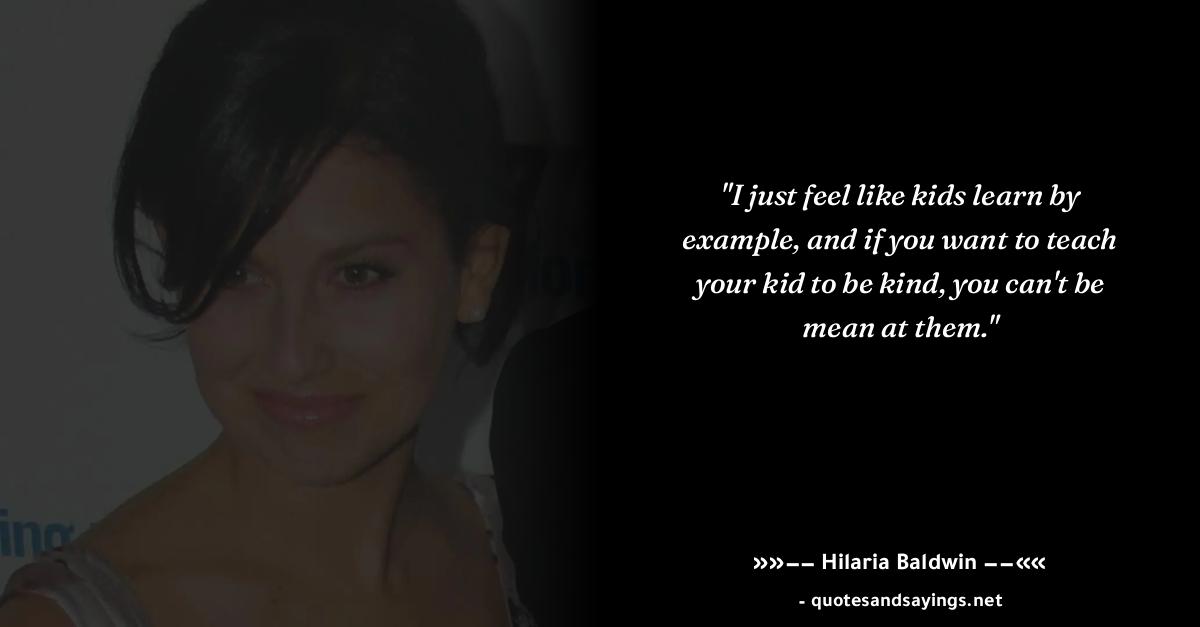 "I just feel like kids learn by
example, and if you want to teach
your kid to be kind, you can't be
mean at them."
»»–– Hilaria Baldwin ––««
- quotesandsayings.net
ing